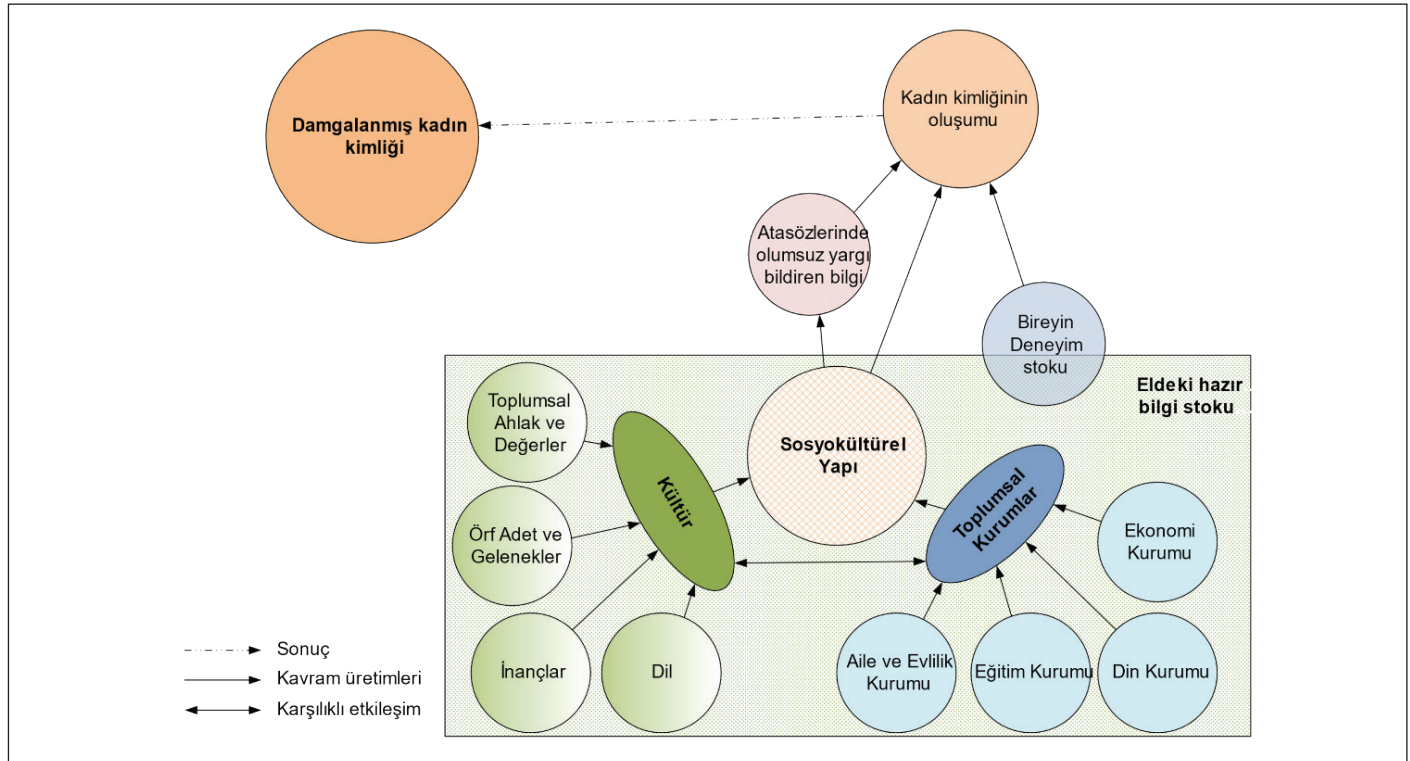 Damgalanmış kadın
kimliği
Kadın kimliğinin
oluşumu
Atasözlerinde
olumsuz yargı
bildiren bilgi
Bireyin
Deneyim
stoku
Eldeki hazır
bilgi stoku
Toplumsal
Ahlak ve
Değerler
Kültür
Sosyokültürel
Yapı
Toplumsal
Kurumlar
Örf Adet ve
Gelenekler
Ekonomi
Kurumu
İnançlar
Dil
Aile ve Evlilik
Kurumu
Eğitim Kurumu
Din Kurumu
Sonuç
Kavram üretimleri
Karşılıklı etkileşim